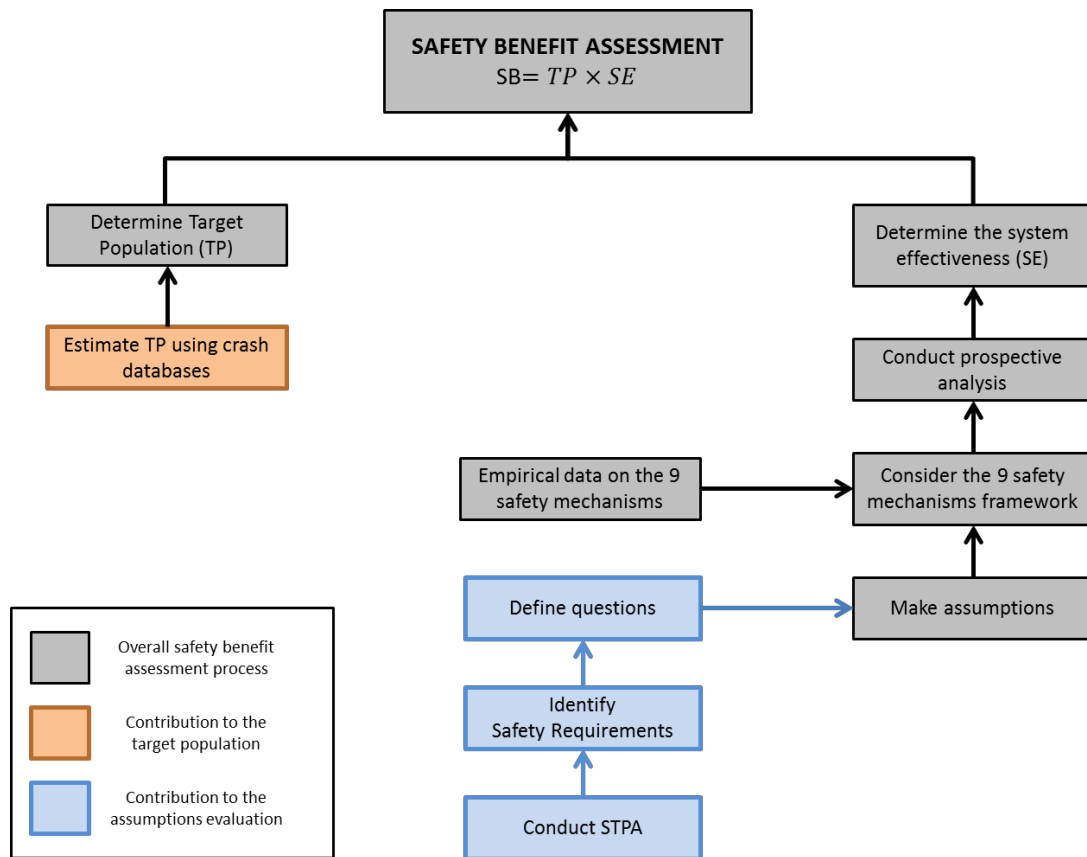 SAFETY BENEFIT ASSESSMENT
SB= TP × SE
Determine Target
Population (TP)
Determine the system
effectiveness (SE)
Estimate TP using crash
databases
Conduct prospective
analysis
Empirical data on the 9
safety mechanisms
Consider the 9 safety
mechanisms framework
Define questions
Make assumptions
Identify
Safety Requirements
Conduct STPA
Overall safety benefit
assessment process
Contribution to the
target population
Contribution to the
assumptions evaluation